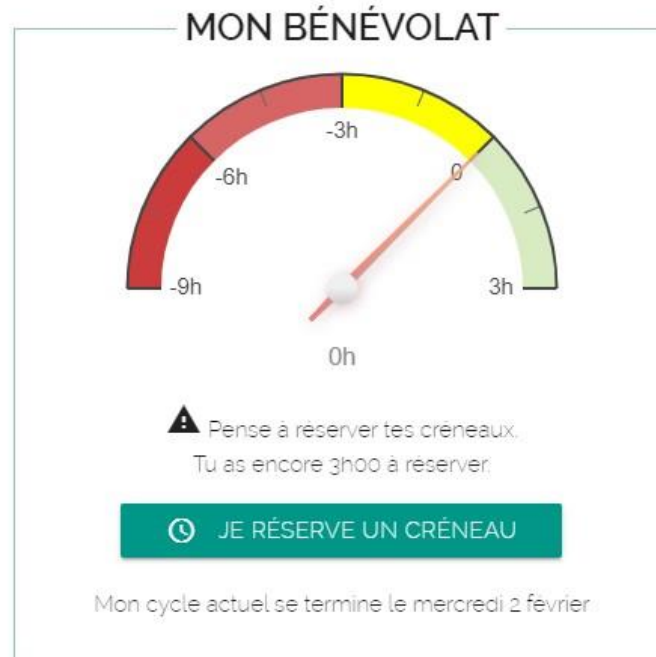 MON BÉNÉVOLAT
-3h
-6h
0
-9h
3h
0h
Pense à réserver tes créneaux.
Tu as encore 3h00 à réserver.
JE RÉSERVE UN CRÉNEAU
Mon cycle actuel se termine le mercredi 2 février